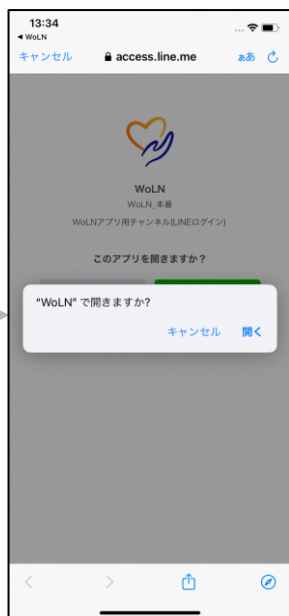 13:34
◀ WoLN
キャンセル access.line.me ぁあ
WoLN
WoLN_本番
WoLNアプリ用チャンネル(LINEログイン)
このアプリを開きますか？
“WoLN” で開きますか?
キャンセル 開く